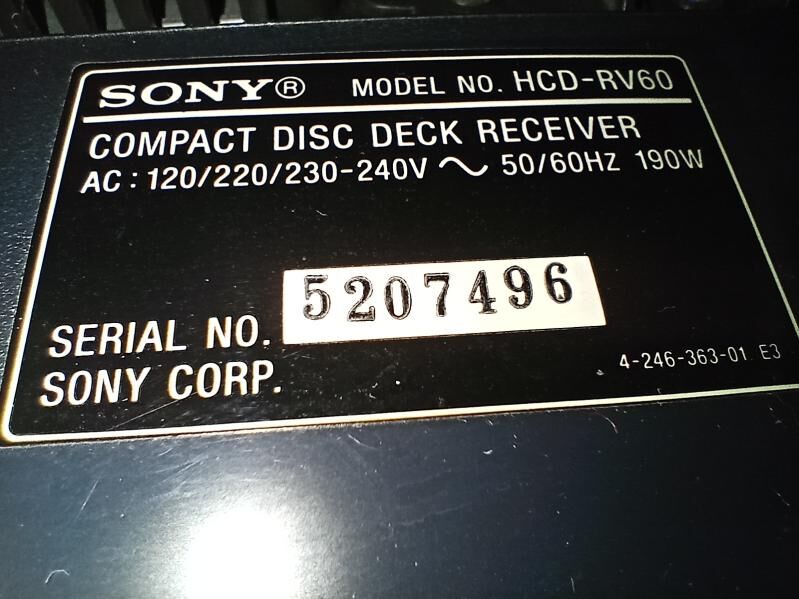 SONY® MODEL NO. HCD-RV60
COMPACT DISC DECK RECEIVER
AC : 120/220/230-240V ~ 50/60HZ 190W
SERIAL NO. 5207496
SONY CORP. 4-246-363-01 E3